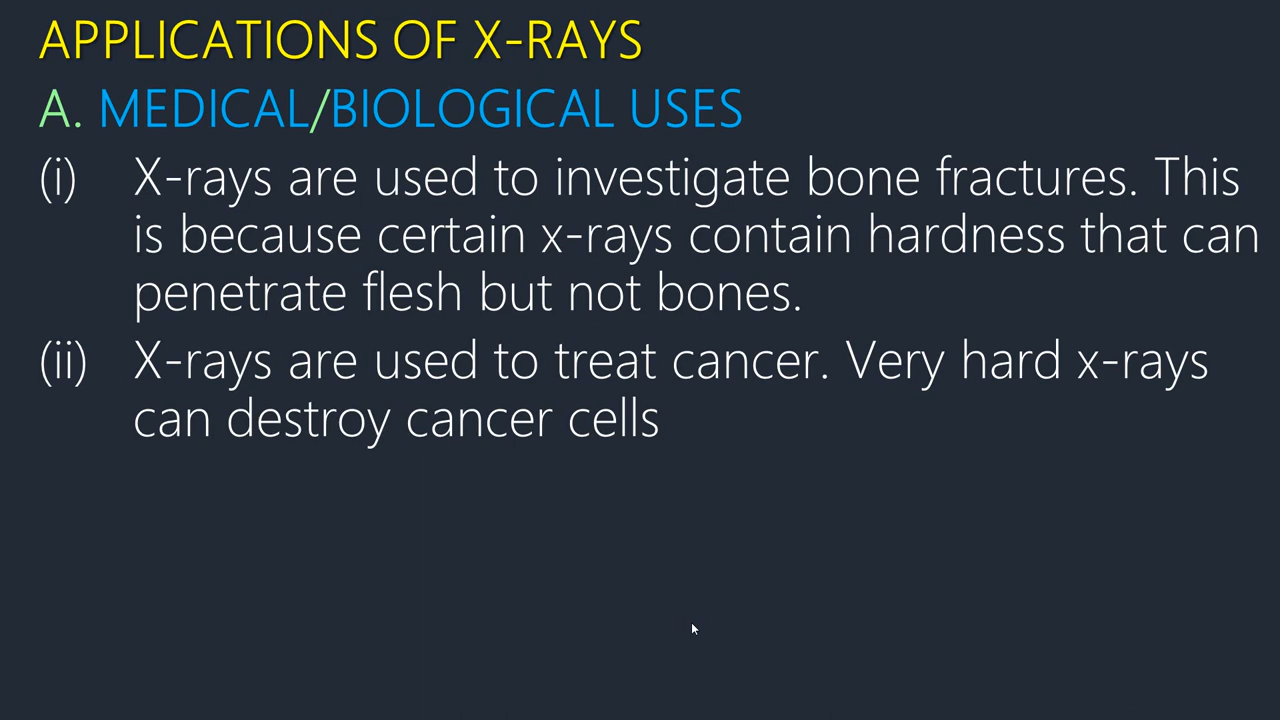 APPLICATIONS OF X-RAYS
A. MEDICAL/BIOLOGICAL USES
(i) X-rays are used to investigate bone fractures. This
is because certain x-rays contain hardness that can
penetrate flesh but not bones.
(ii) X-rays are used to treat cancer. Very hard x-rays
can destroy cancer cells